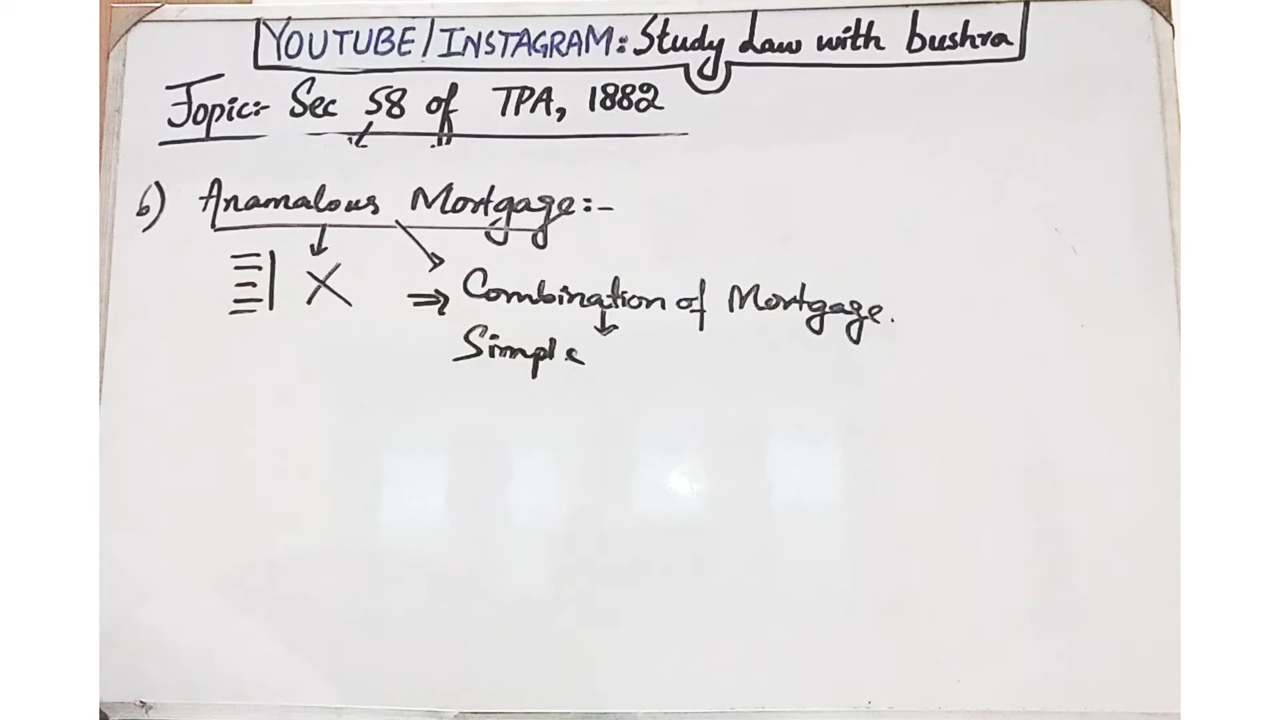 YOUTUBE/INSTAGRAM: Study Law with bushra
Topic:- Sec 58 of TPA, 1882
6) Anamalous Mortgage:-
X ⇒ Combination of Mortgage.
Simple